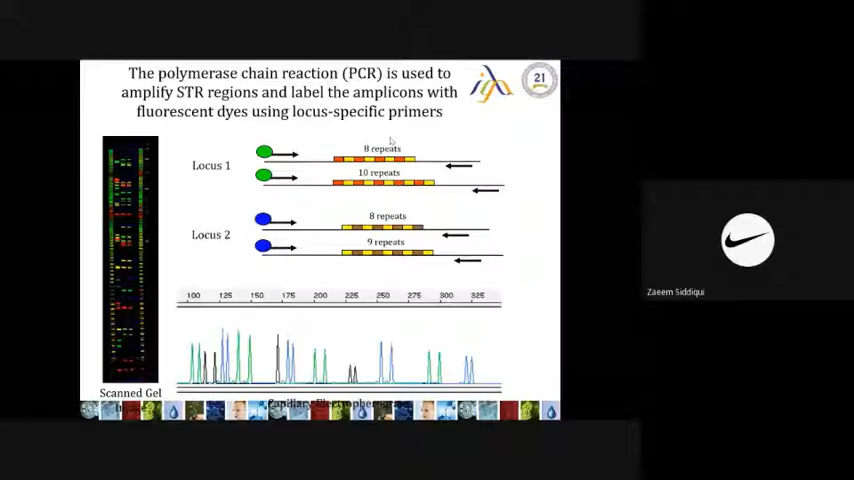 The polymerase chain reaction (PCR) is used to
amplify STR regions and label the amplicons with
fluorescent dyes using locus-specific primers
21
Locus 1
8 repeats
10 repeats
Locus 2
8 repeats
9 repeats
100 125 150 175 200 225 250 275 300 325
Scanned Gel
Zaeem Siddiqui